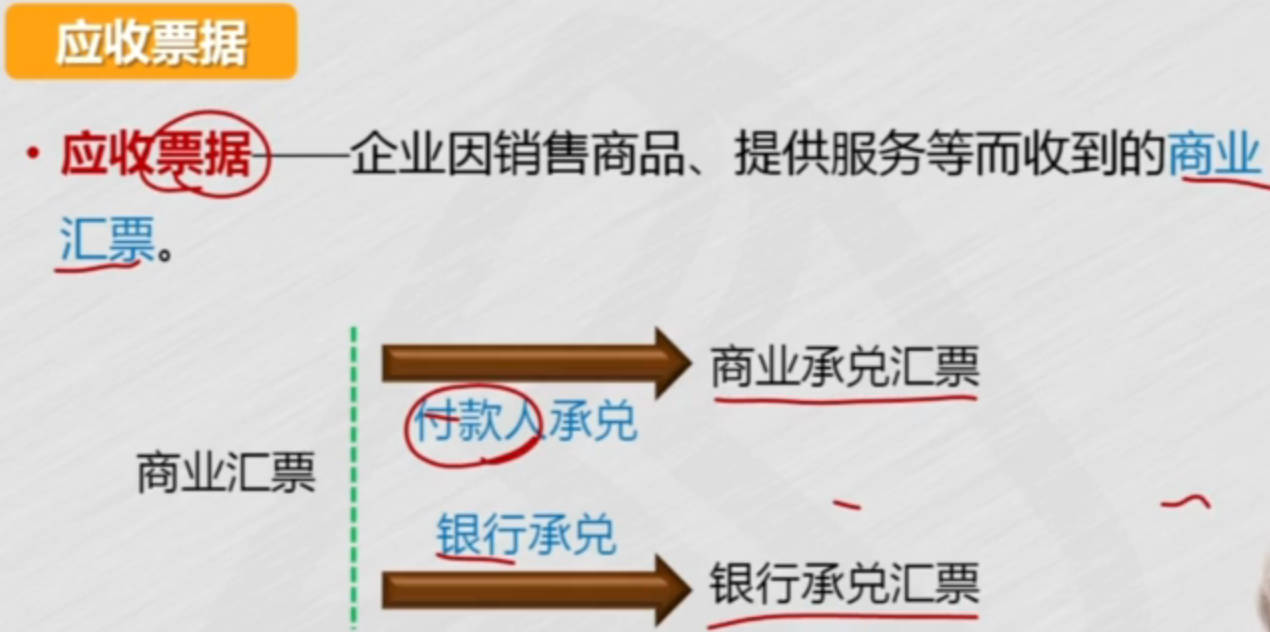 应收票据
• 应收票据——企业因销售商品、提供服务等而收到的商业
汇票。
商业承兑汇票
付款人承兑
商业汇票
银行承兑
银行承兑汇票